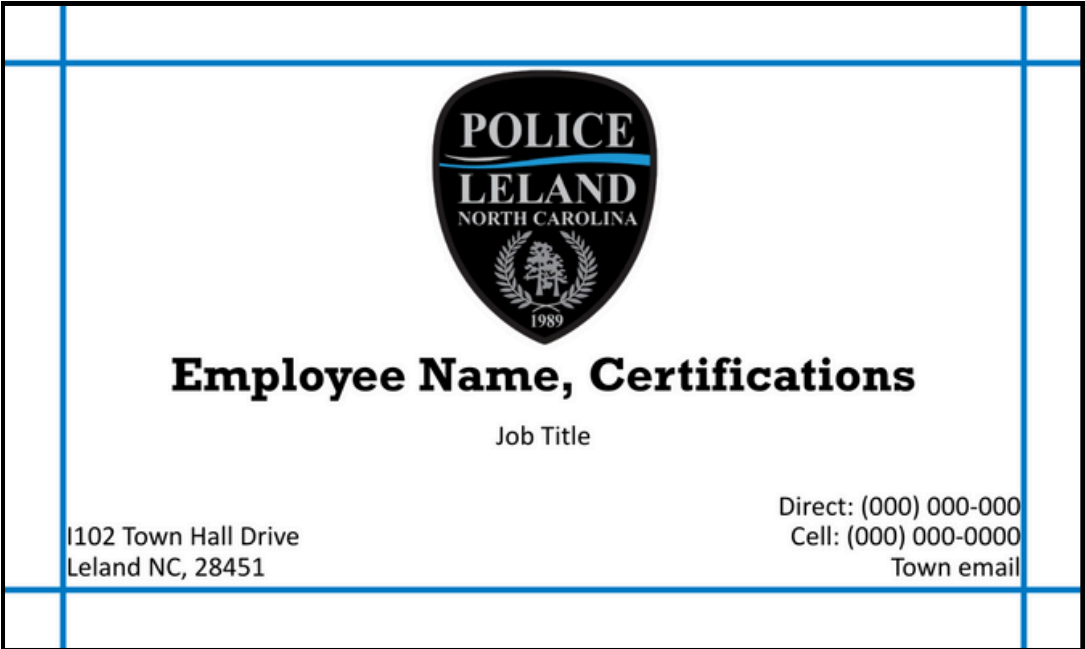 POLICE
LELAND
NORTH CAROLINA
1989
Employee Name, Certifications
Job Title
Direct: (000) 000-000
I102 Town Hall Drive
Cell: (000) 000-0000
Leland NC, 28451
Town email